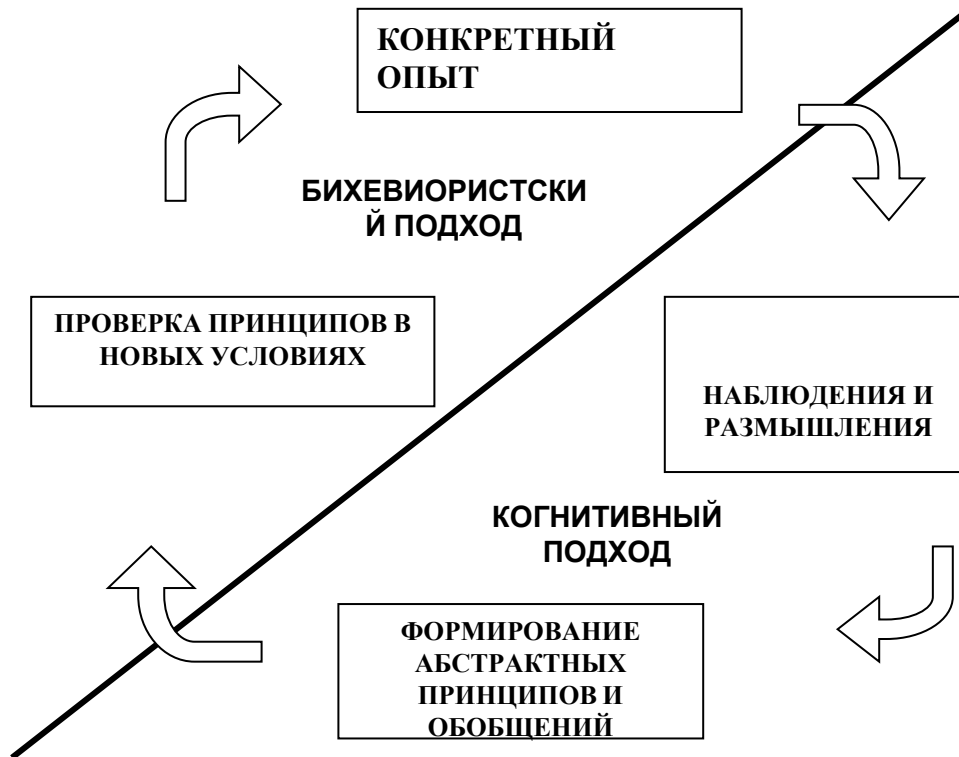 КОНКРЕТНЫЙ
ОПЫТ
БИХЕВИОРИСТСКИ
Й ПОДХОД
ПРОВЕРКА ПРИНЦИПОВ В
НОВЫХ УСЛОВИЯХ
НАБЛЮДЕНИЯ И
РАЗМЫШЛЕНИЯ
КОГНИТИВНЫЙ
ПОДХОД
ФОРМИРОВАНИЕ
АБСТРАКТНЫХ
ПРИНЦИПОВ И
ОБОБЩЕНИЙ